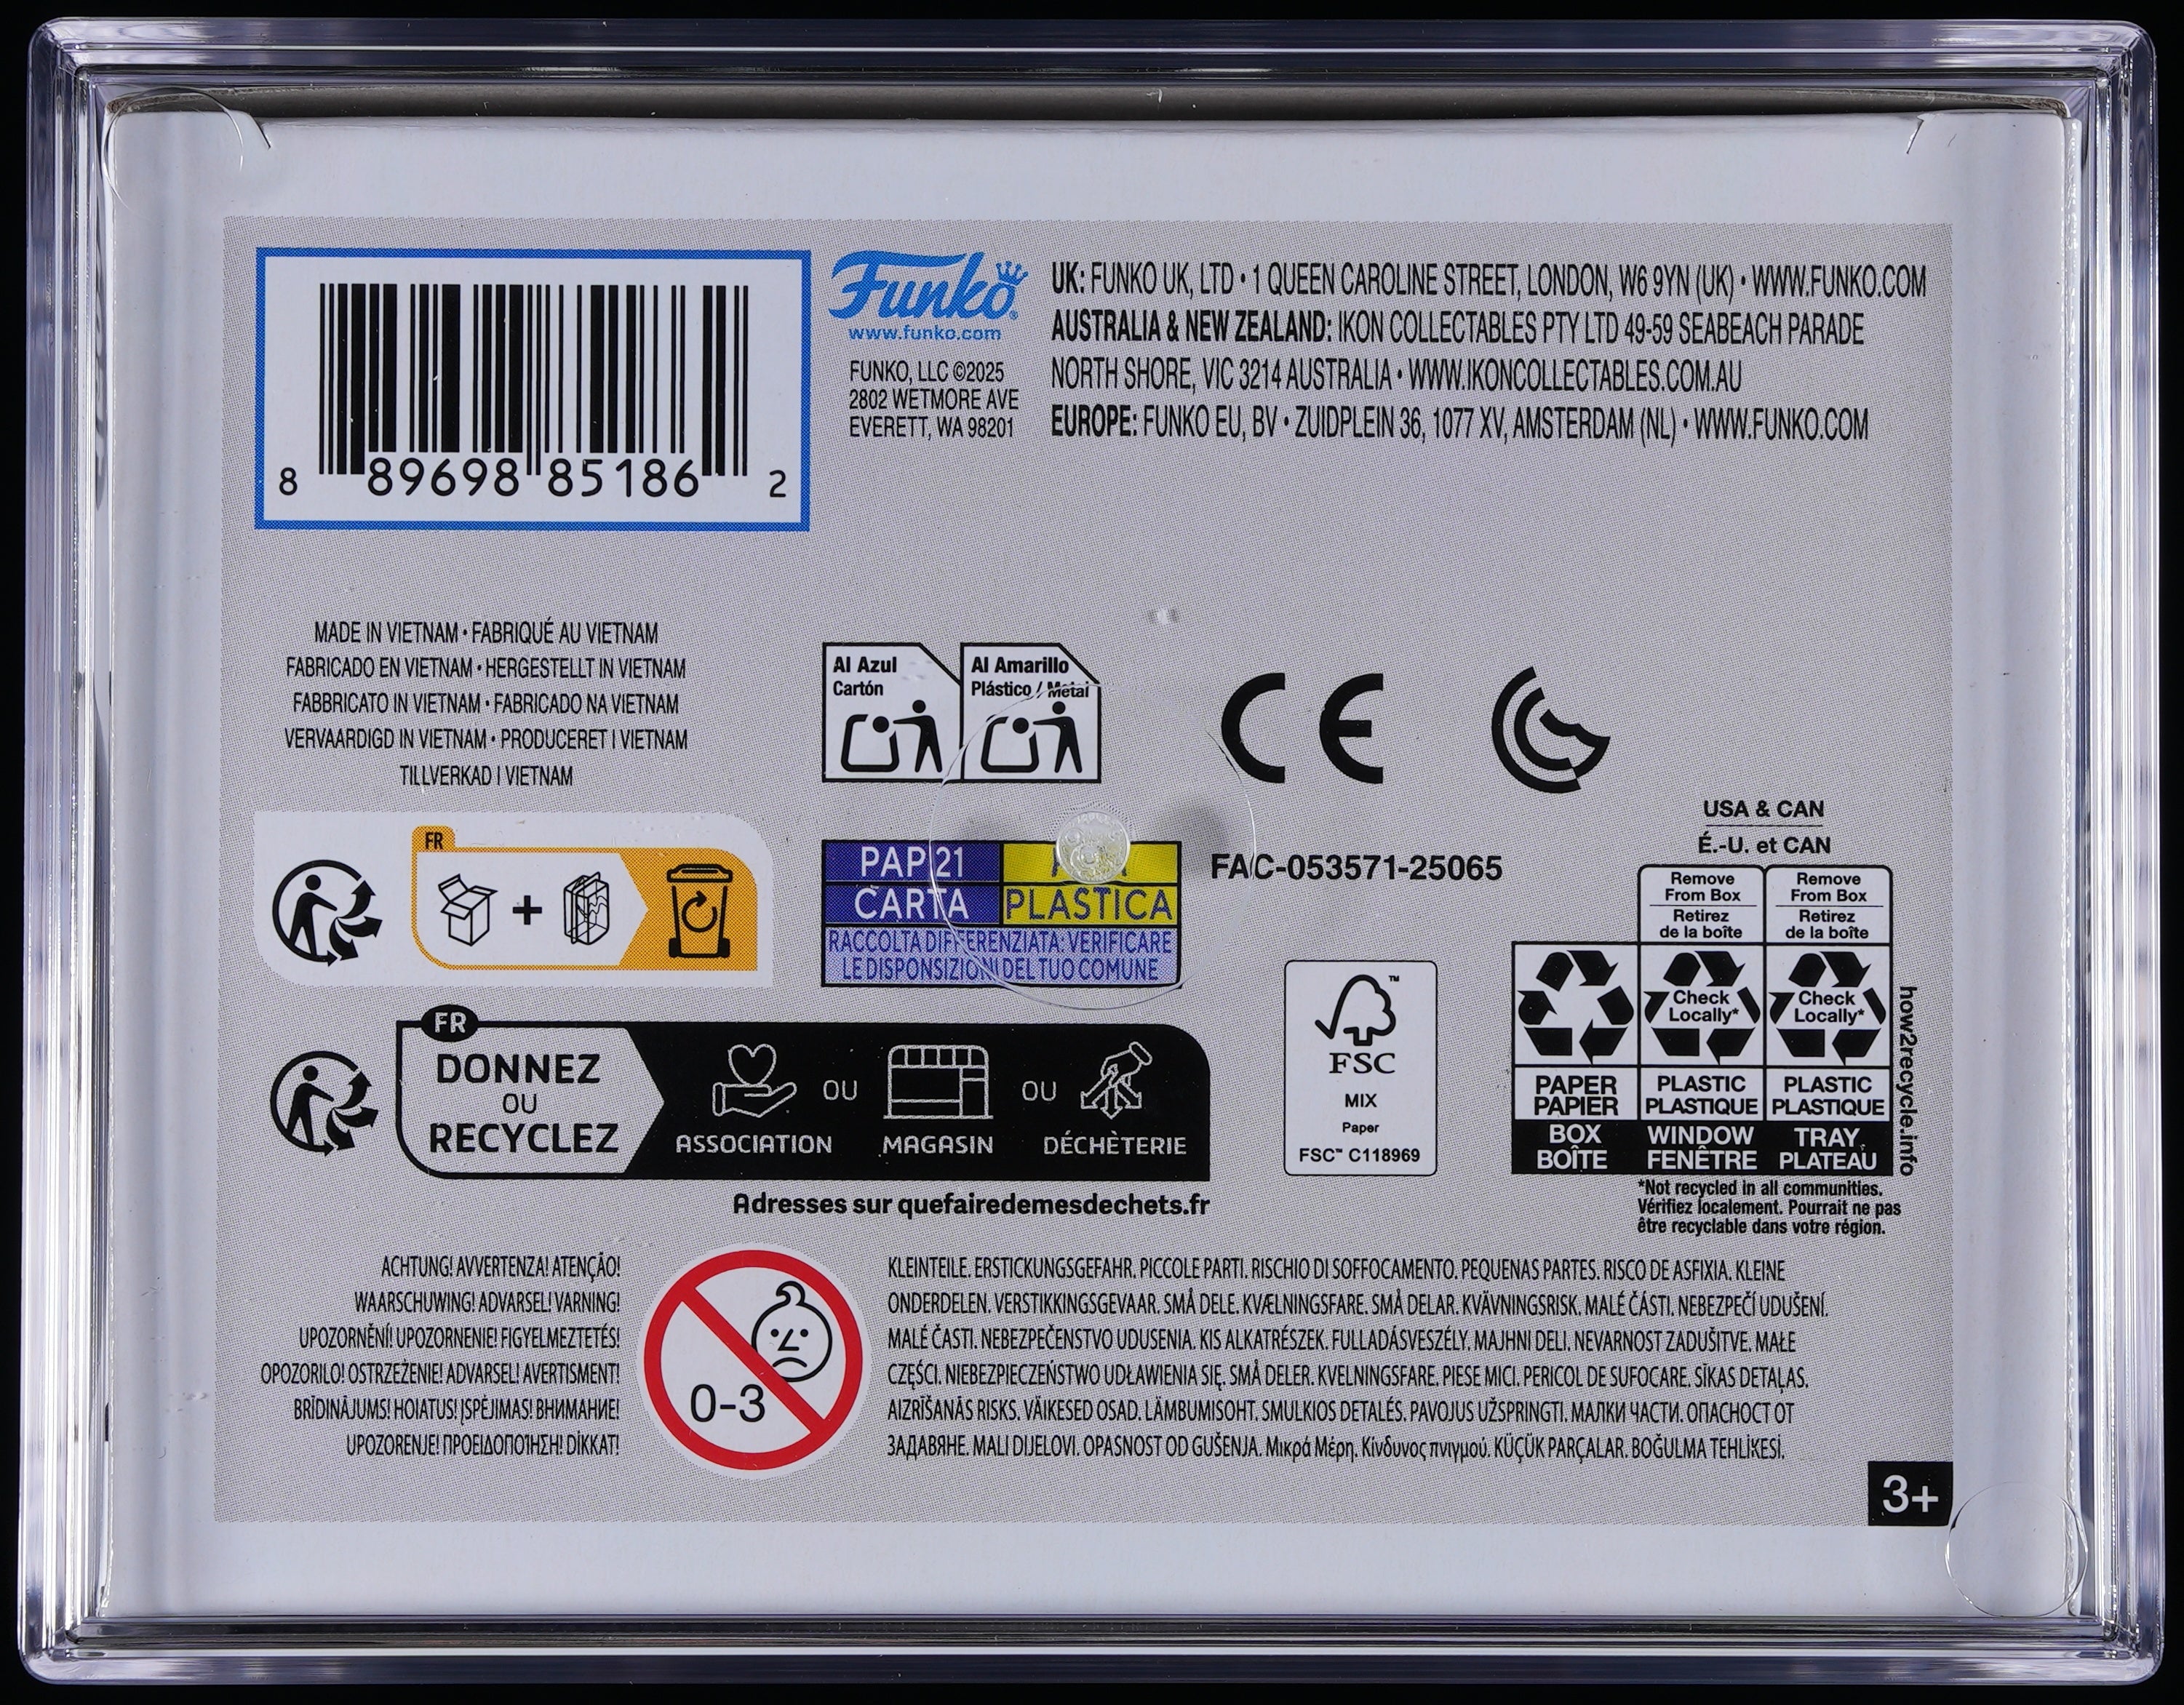 8 89698 85186 2
Funko®
www.funko.com
FUNKO, LLC ©2025
2802 WETMORE AVE
EVERETT, WA 98201
UK: FUNKO UK, LTD • 1 QUEEN CAROLINE STREET, LONDON, W6 9YN (UK) • WWW.FUNKO.COM
AUSTRALIA & NEW ZEALAND: IKON COLLECTABLES PTY LTD 49-59 SEABEACH PARADE
NORTH SHORE, VIC 3214 AUSTRALIA • WWW.IKONCOLLECTABLES.COM.AU
EUROPE: FUNKO EU, BV • ZUIDPLEIN 36, 1077 XV, AMSTERDAM (NL) • WWW.FUNKO.COM
MADE IN VIETNAM • FABRIQUÉ AU VIETNAM
FABRICADO EN VIETNAM • HERGESTELLT IN VIETNAM
FABBRICATO IN VIETNAM • FABRICADO NA VIETNAM
VERVAARDIGD IN VIETNAM • PRODUCERET I VIETNAM
TILLVERKAD I VIETNAM
Al Azul
Cartón
Al Amarillo
Plástico / Metal
CE
FR
PAP 21
CARTA
PLASTICA
RACCOLTA DIFFERENZIATA: VERIFICARE
LE DISPONSIZIONI DEL TUO COMUNE
FAC-053571-25065
USA & CAN
É.-U. et CAN
Remove
From Box
Retirez
de la boîte
Remove
From Box
Retirez
de la boîte
Check
Locally*
Check
Locally*
PAPER
PAPIER
PLASTIC
PLASTIQUE
PLASTIC
PLASTIQUE
BOX
BOÎTE
WINDOW
FENÊTRE
TRAY
PLATEAU
how2recycle.info
*Not recycled in all communities.
Vérifiez localement. Pourrait ne pas
être recyclable dans votre région.
FSC™
MIX
Paper
FSC™ C118969
FR
DONNEZ
OU
RECYCLEZ
ASSOCIATION
OU
MAGASIN
OU
DÉCHÈTERIE
Adresses sur quefairedemesdechets.fr
ACHTUNG! AVVERTENZA! ATENÇÃO!
WAARSCHUWING! ADVARSEL! VARNING!
UPOZORNĚNÍ! UPOZORNENIE! FIGYELMEZTETÉS!
OPOZORILO! OSTRZEŻENIE! ADVARSEL! AVERTISMENT!
BRĪDINĀJUMS! HOIATUS! ĮSPĖJIMAS! ВНИМАНИЕ!
UPOZORENJE! ΠΡΟΕΙΔΟΠΟΊΗΣΗ! DİKKAT!
0-3
KLEINTEILE. ERSTICKUNGSGEFAHR. PICCOLE PARTI. RISCHIO DI SOFFOCAMENTO. PEQUENAS PARTES. RISCO DE ASFIXIA. KLEINE
ONDERDELEN. VERSTIKKINGSGEVAAR. SMÅ DELE. KVÆLNINGSFARE. SMÅ DELAR. KVÄVNINGSRISK. MALÉ ČÁSTI. NEBEZPEČÍ UDUŠENÍ.
MALÉ ČASTI. NEBEZPEČENSTVO UDUSENIA. KIS ALKATRÉSZEK. FULLADÁSVESZÉLY. MAJHNI DELI. NEVARNOST ZADUŠITVE. MAŁE
CZĘŚCI. NIEBEZPIECZEŃSTWO UDŁAWIENIA SIĘ. SMÅ DELER. KVELNINGSFARE. PIESE MICI. PERICOL DE SUFOCARE. SĪKAS DETAĻAS.
AIZRĪŠANĀS RISKS. VÄIKESED OSAD. LÄMBUMISOHT. SMULKIOS DETALĖS. PAVOJUS UŽSPRINGTI. МАЛКИ ЧАСТИ. ОПАСНОСТ ОТ
ЗАДАВЯНЕ. MALI DIJELOVI. OPASNOST OD GUŠENJA. Μικρά Μέρη. Κίνδυνος πνιγμού. KÜÇÜK PARÇALAR. BOĞULMA TEHLİKESİ.
3+